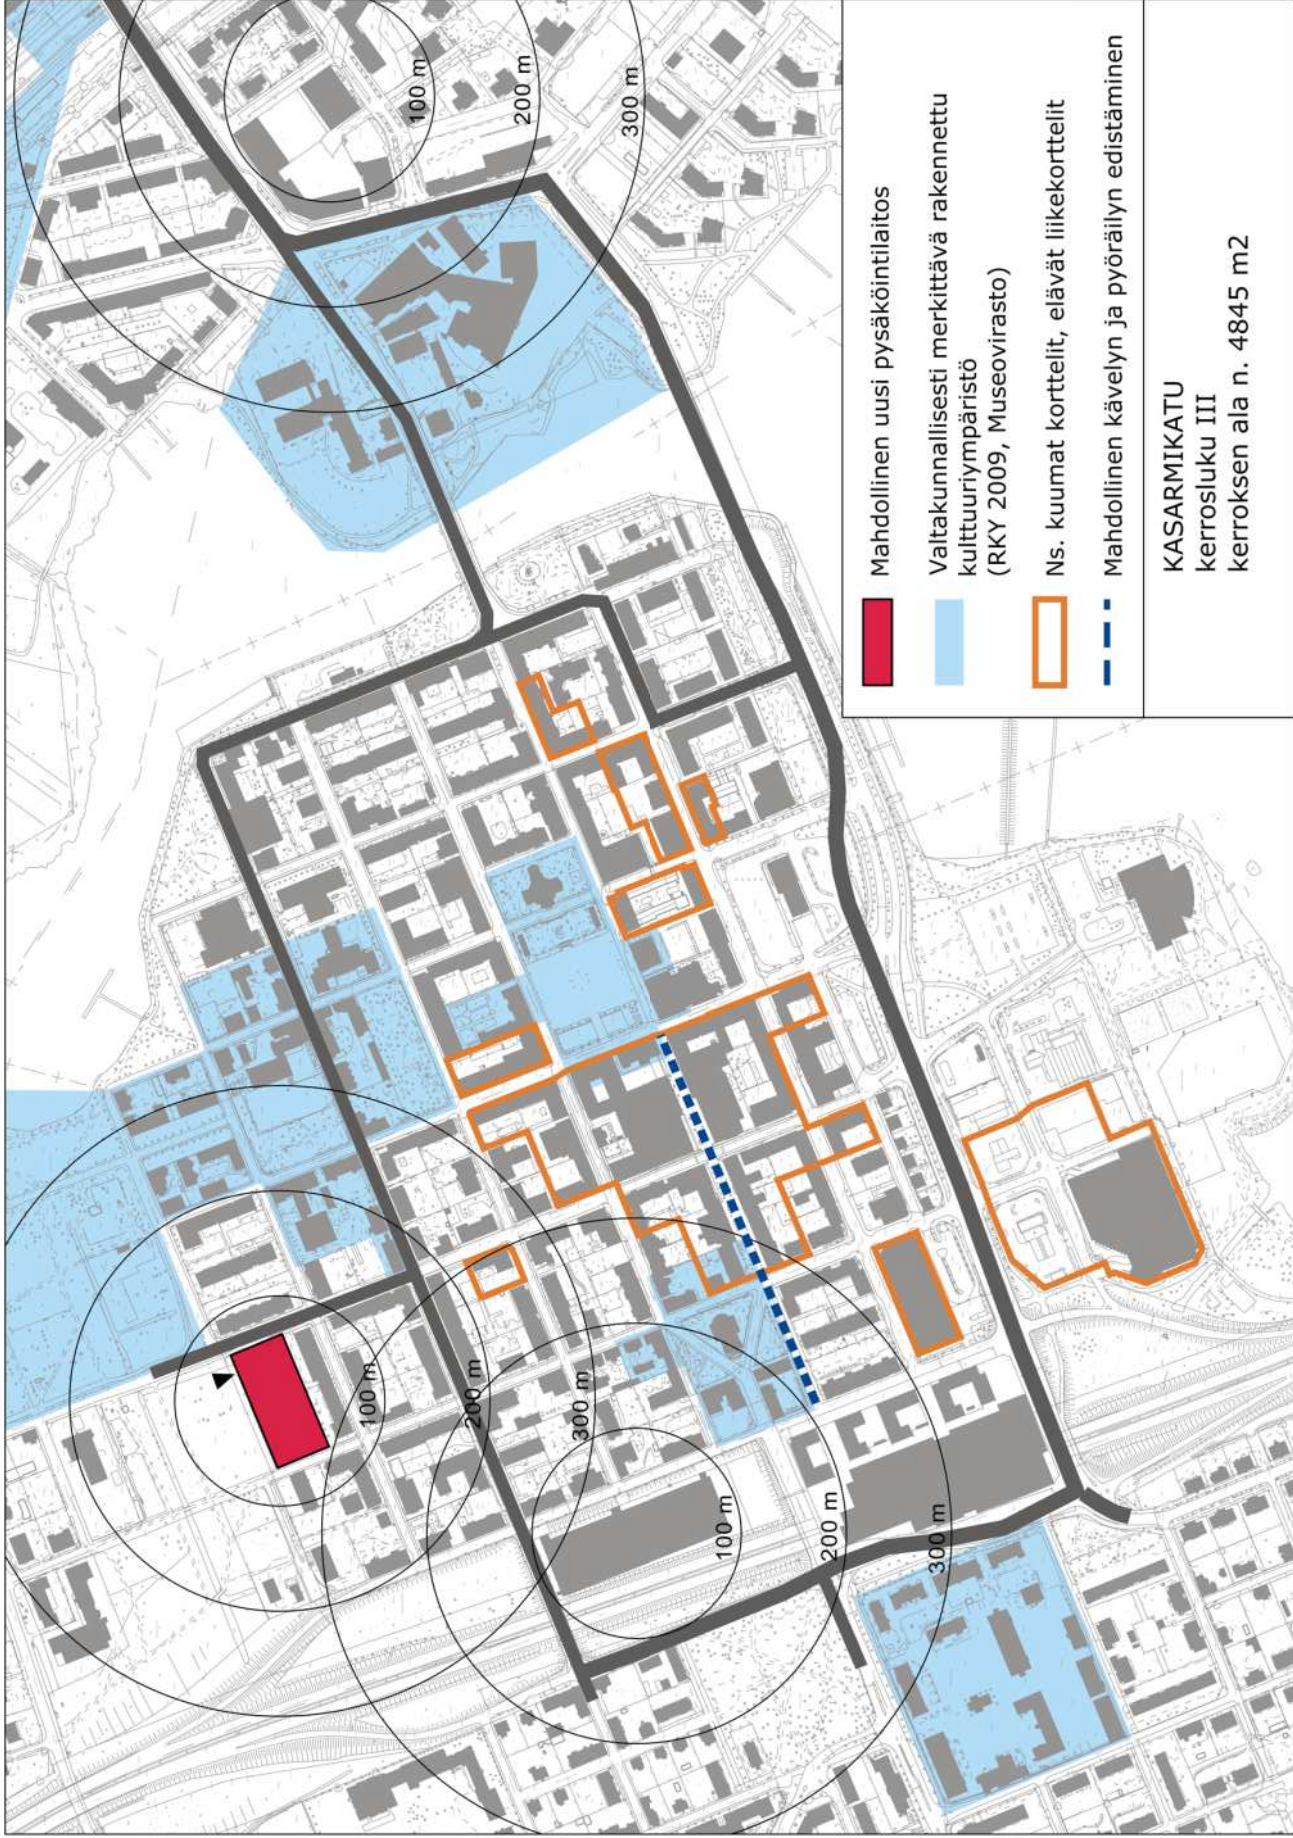 100 m
200 m
300 m
100 m
200 m
300 m
100 m
200 m
300 m
Mahdollinen uusi pysäköintilaitos
Valtakunnallisesti merkittävä rakennettu
kulttuuriympäristö
(RKY 2009, Museovirasto)
Ns. kuumat korttelit, elävät liikekorttelit
Mahdollinen kävelyn ja pyöräilyn edistäminen
KASARMIKATU
kerrosluku III
kerroksen ala n. 4845 m2